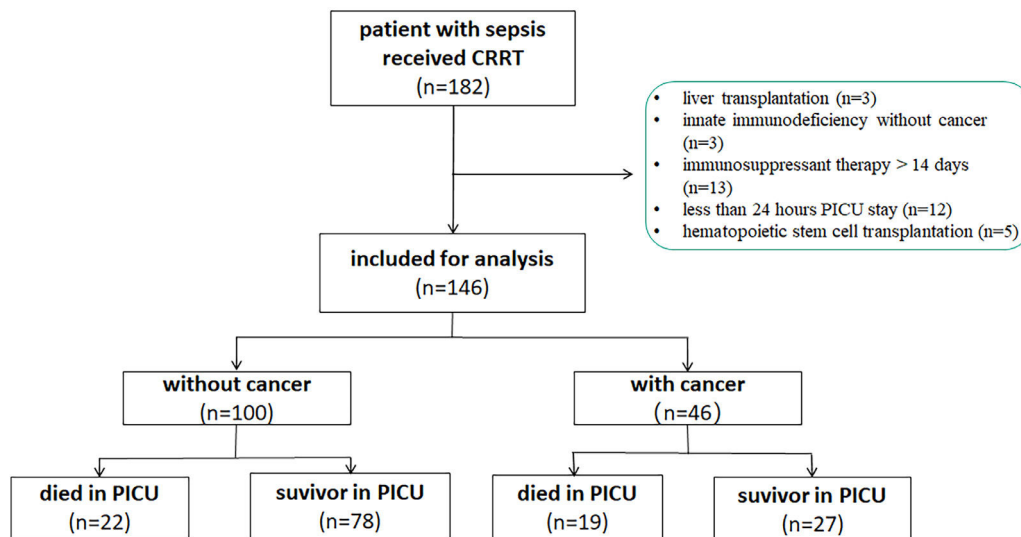 patient with sepsis
received CRRT
(n=182)
• liver transplantation (n=3)
• innate immunodeficiency without cancer
(n=3)
• immunosuppressant therapy > 14 days
(n=13)
• less than 24 hours PICU stay (n=12)
• hematopoietic stem cell transplantation (n=5)
included for analysis
(n=146)
without cancer
(n=100)
with cancer
(n=46)
died in PICU
(n=22)
suvivor in PICU
(n=78)
died in PICU
(n=19)
suvivor in PICU
(n=27)